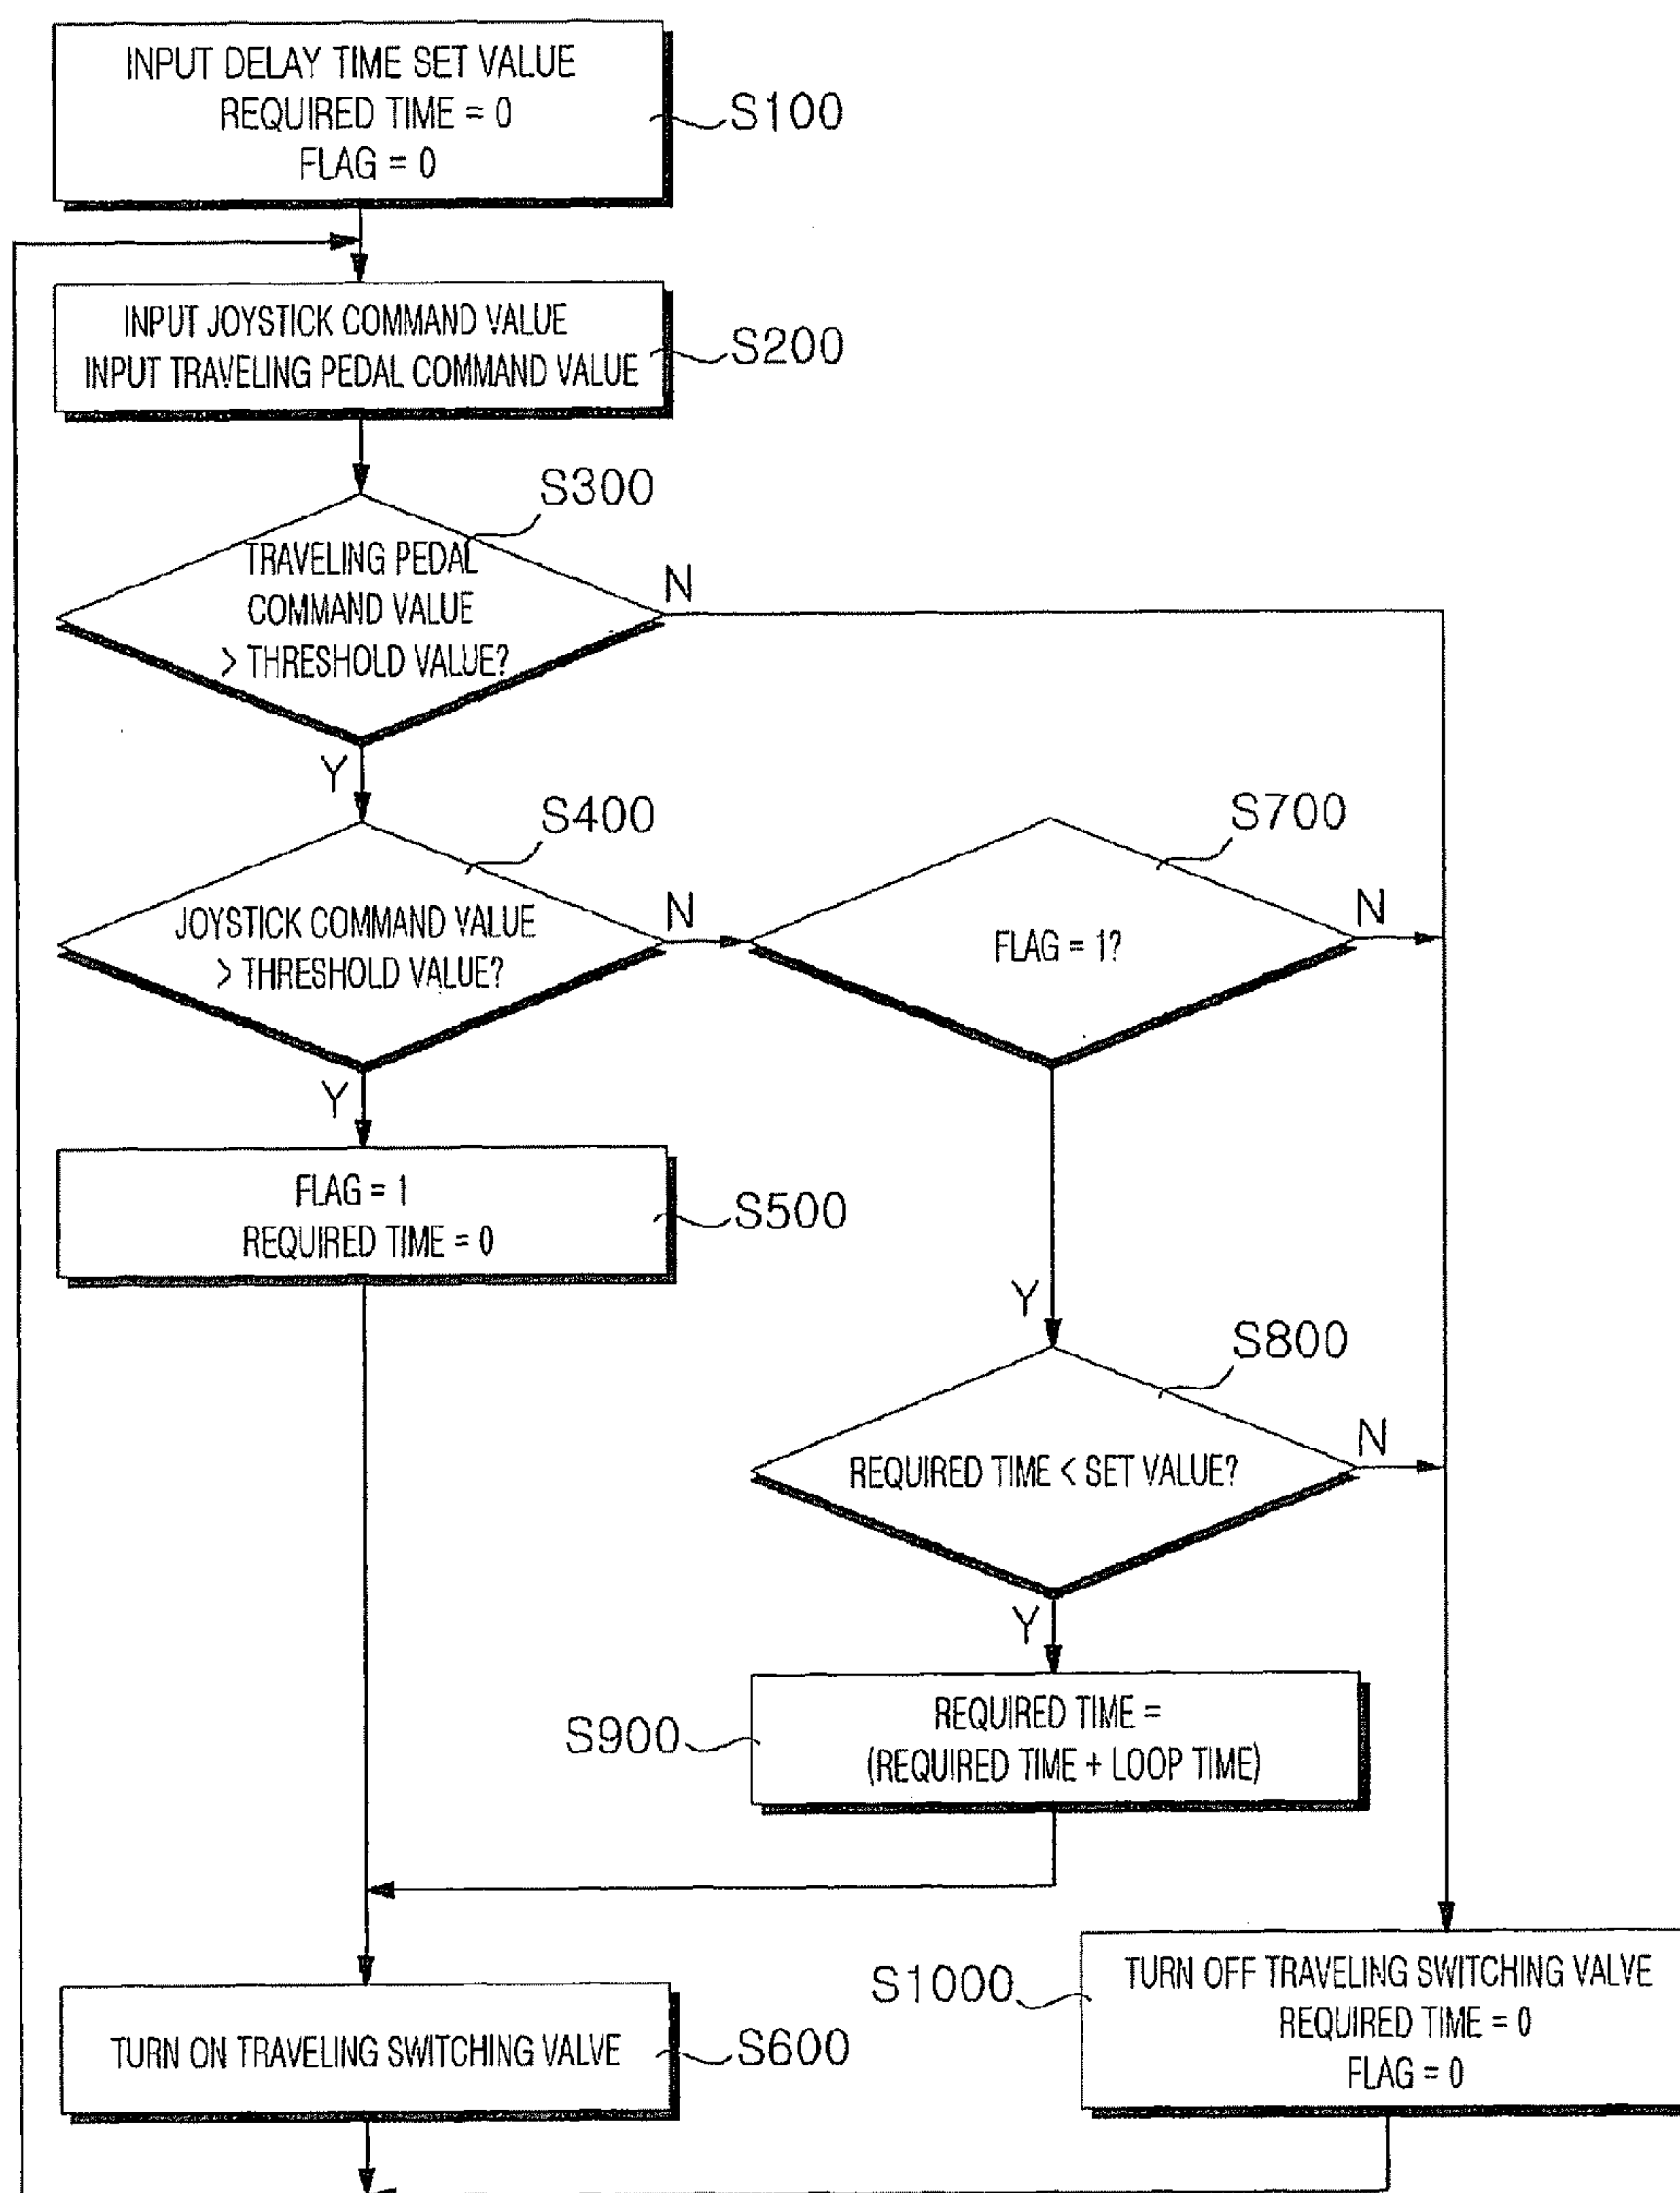 INPUT DELAY TIME SET VALUE
REQUIRED TIME = 0
FLAG = 0
S100
INPUT JOYSTICK COMMAND VALUE
INPUT TRAVELING PEDAL COMMAND VALUE
S200
S300
TRAVELING PEDAL
COMMAND VALUE
> THRESHOLD VALUE?
N
Y
S400
JOYSTICK COMMAND VALUE
> THRESHOLD VALUE?
N
Y
S700
FLAG = 1?
N
Y
FLAG = 1
REQUIRED TIME = 0
S500
S800
REQUIRED TIME < SET VALUE?
N
Y
REQUIRED TIME =
(REQUIRED TIME + LOOP TIME)
S900
TURN ON TRAVELING SWITCHING VALVE
S600
S1000
TURN OFF TRAVELING SWITCHING VALVE
REQUIRED TIME = 0
FLAG = 0